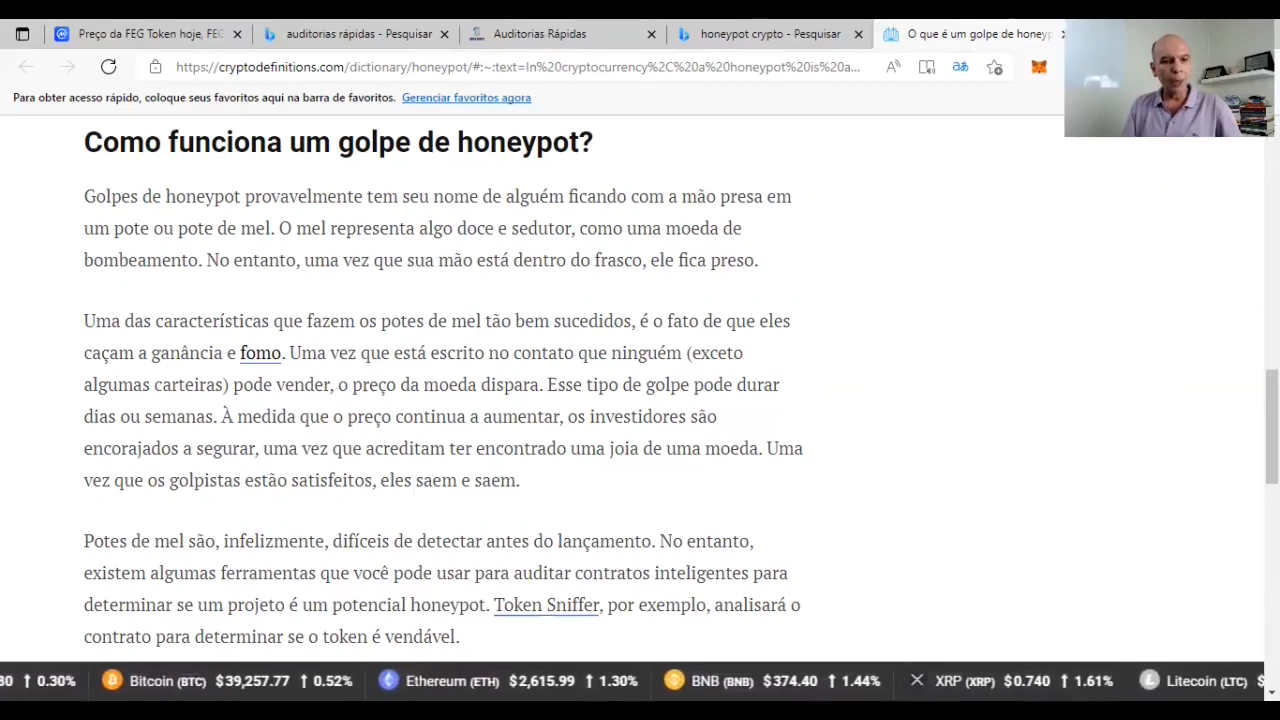 Preço da FEG Token hoje, FEG
auditorias rápidas - Pesquisar
Auditorias Rápidas
honeypot crypto - Pesquisar
O que é um golpe de honeyp
https://cryptodefinitions.com/dictionary/honeypot/#:~:text=In%20cryptocurrency%2C%20a%20honeypot%20is%20a...
Para obter acesso rápido, coloque seus favoritos aqui na barra de favoritos. Gerenciar favoritos agora
Como funciona um golpe de honeypot?
Golpes de honeypot provavelmente tem seu nome de alguém ficando com a mão presa em
um pote ou pote de mel. O mel representa algo doce e sedutor, como uma moeda de
bombeamento. No entanto, uma vez que sua mão está dentro do frasco, ele fica preso.
Uma das características que fazem os potes de mel tão bem sucedidos, é o fato de que eles
caçam a ganância e fomo. Uma vez que está escrito no contato que ninguém (exceto
algumas carteiras) pode vender, o preço da moeda dispara. Esse tipo de golpe pode durar
dias ou semanas. À medida que o preço continua a aumentar, os investidores são
encorajados a segurar, uma vez que acreditam ter encontrado uma joia de uma moeda. Uma
vez que os golpistas estão satisfeitos, eles saem e saem.
Potes de mel são, infelizmente, difíceis de detectar antes do lançamento. No entanto,
existem algumas ferramentas que você pode usar para auditar contratos inteligentes para
determinar se um projeto é um potencial honeypot. Token Sniffer, por exemplo, analisará o
contrato para determinar se o token é vendável.
30 ↑ 0.30% Bitcoin (BTC) $39,257.77 ↑ 0.52% Ethereum (ETH) $2,615.99 ↑ 1.30% BNB (BNB) $374.40 ↑ 1.44% XRP (XRP) $0.740 ↑ 1.61% Litecoin (LTC) $